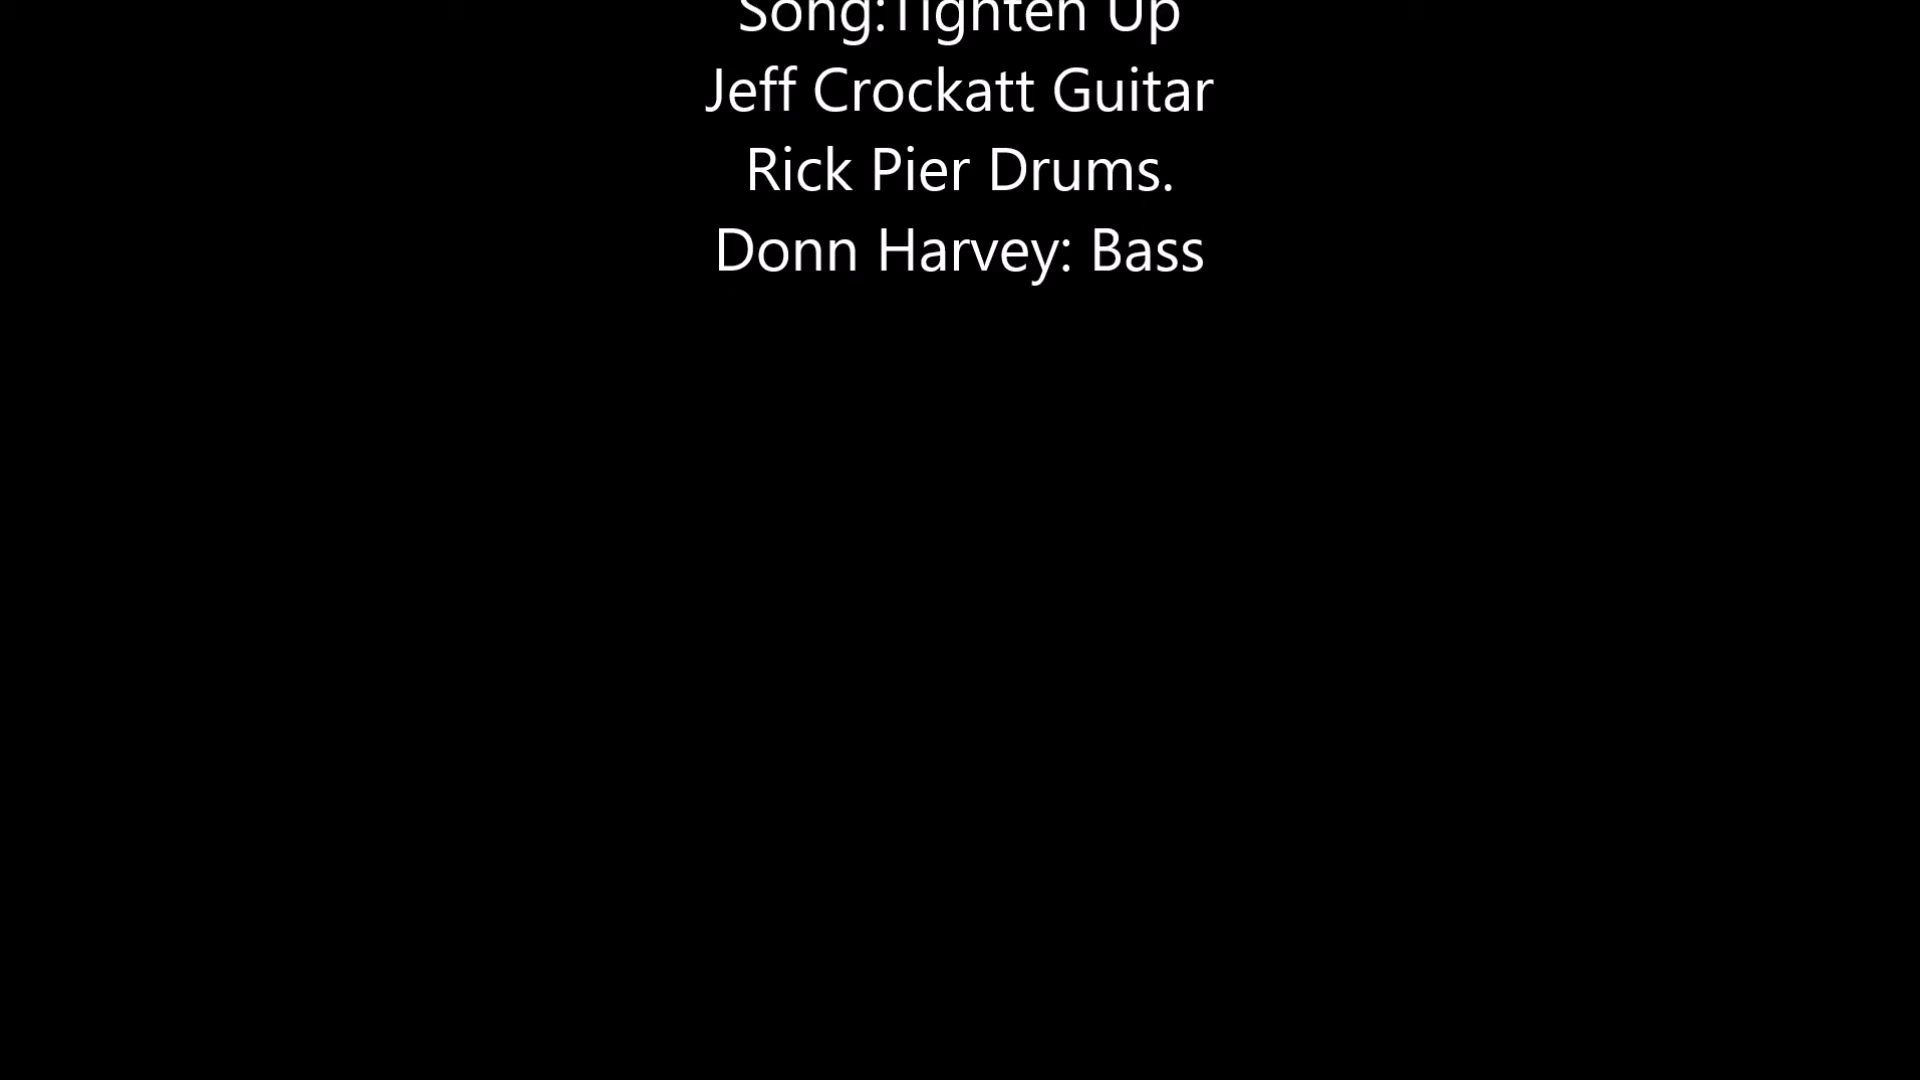 Song:Tighten Up
Jeff Crockatt Guitar
Rick Pier Drums.
Donn Harvey: Bass